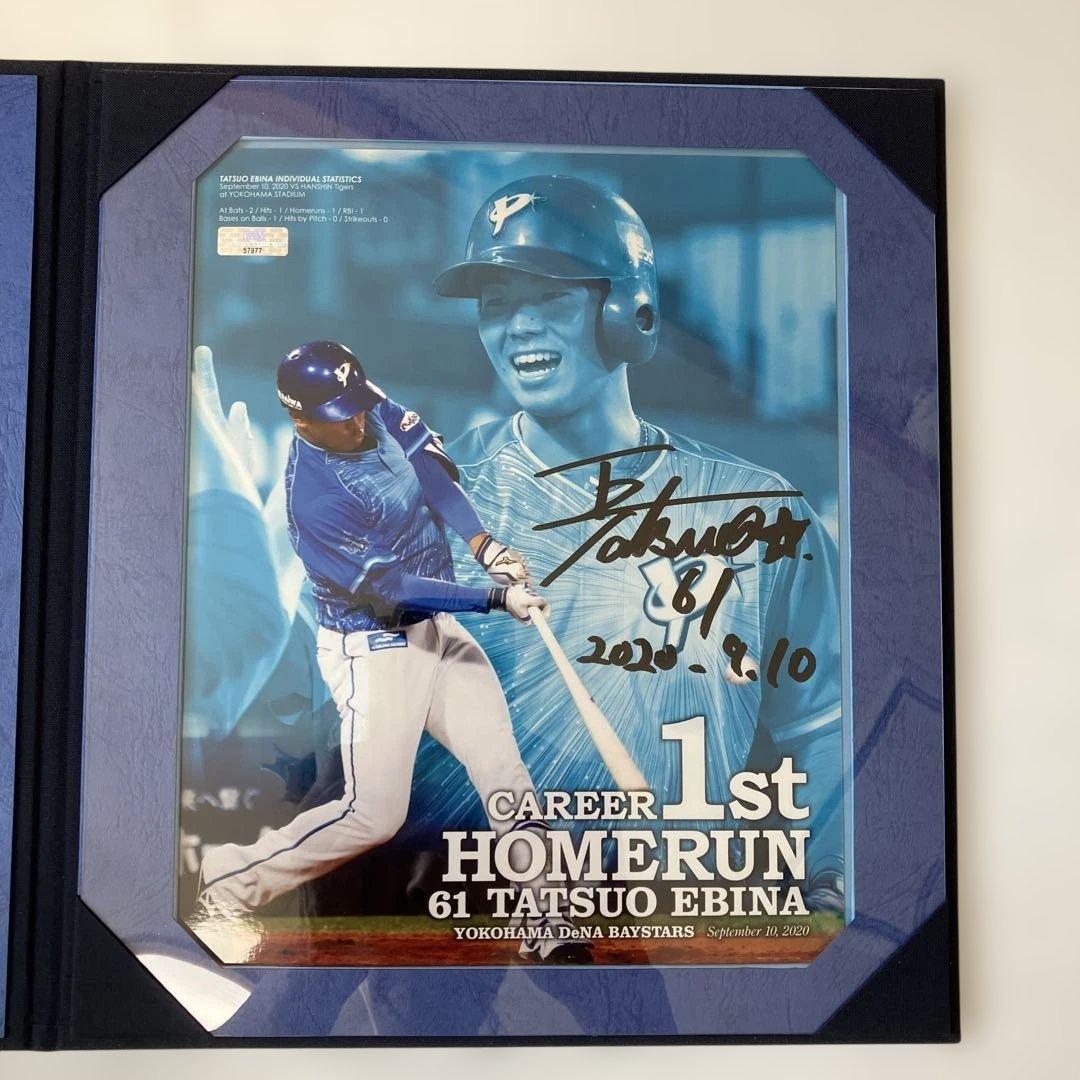 TATSUO EBINA INDIVIDUAL STATISTICS
September 10, 2020 VS HANSHIN Tigers
at YOKOHAMA STADIUM
At Bats - 2 / Hits - 1 / Homeruns - 1 / RBI - 1
Bases on Balls - 1 / Hits by Pitch - 0 / Strikeouts - 0
57977
Tatsuo
61
2020.9.10
CAREER 1st
HOMERUN
61 TATSUO EBINA
YOKOHAMA DeNA BAYSTARS September 10, 2020